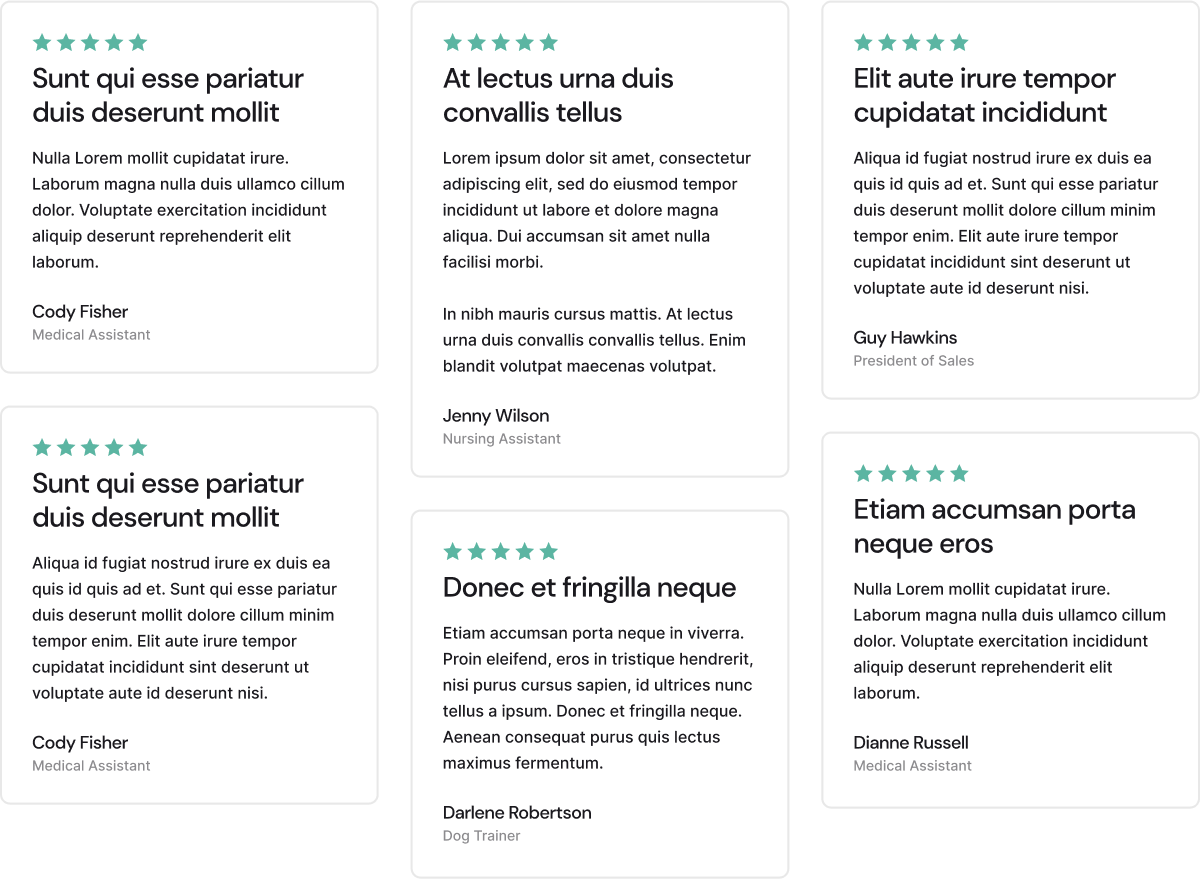 Sunt qui esse pariatur
duis deserunt mollit
Nulla Lorem mollit cupidatat irure.
Laborum magna nulla duis ullamco cillum
dolor. Voluptate exercitation incididunt
aliquip deserunt reprehenderit elit
laborum.
Cody Fisher
Medical Assistant
Sunt qui esse pariatur
duis deserunt mollit
Aliqua id fugiat nostrud irure ex duis ea
quis id quis ad et. Sunt qui esse pariatur
duis deserunt mollit dolore cillum minim
tempor enim. Elit aute irure tempor
cupidatat incididunt sint deserunt ut
voluptate aute id deserunt nisi.
Cody Fisher
Medical Assistant
At lectus urna duis
convallis tellus
Lorem ipsum dolor sit amet, consectetur
adipiscing elit, sed do eiusmod tempor
incididunt ut labore et dolore magna
aliqua. Dui accumsan sit amet nulla
facilisi morbi.
In nibh mauris cursus mattis. At lectus
urna duis convallis convallis tellus. Enim
blandit volutpat maecenas volutpat.
Jenny Wilson
Nursing Assistant
Donec et fringilla neque
Etiam accumsan porta neque in viverra.
Proin eleifend, eros in tristique hendrerit,
nisi purus cursus sapien, id ultrices nunc
tellus a ipsum. Donec et fringilla neque.
Aenean consequat purus quis lectus
maximus fermentum.
Darlene Robertson
Dog Trainer
Elit aute irure tempor
cupidatat incididunt
Aliqua id fugiat nostrud irure ex duis ea
quis id quis ad et. Sunt qui esse pariatur
duis deserunt mollit dolore cillum minim
tempor enim. Elit aute irure tempor
cupidatat incididunt sint deserunt ut
voluptate aute id deserunt nisi.
Guy Hawkins
President of Sales
Etiam accumsan porta
neque eros
Nulla Lorem mollit cupidatat irure.
Laborum magna nulla duis ullamco cillum
dolor. Voluptate exercitation incididunt
aliquip deserunt reprehenderit elit
laborum.
Dianne Russell
Medical Assistant